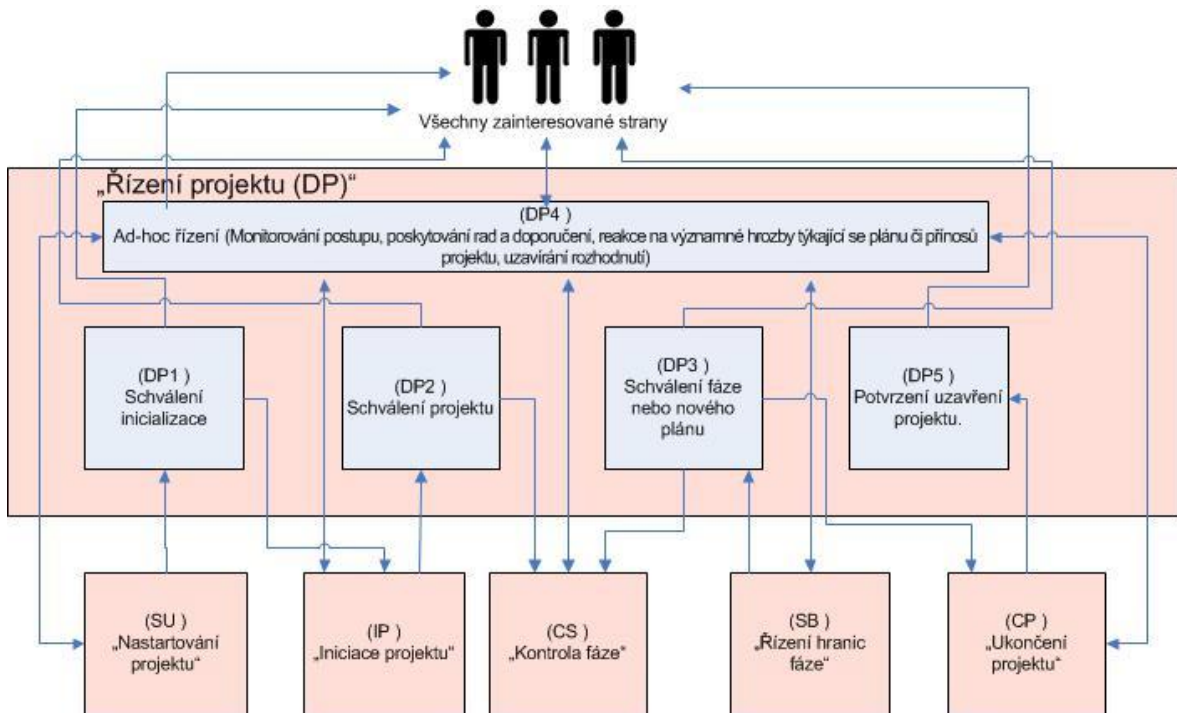 Všechny zainteresované strany
„Řízení projektu (DP)“
(DP4 )
Ad-hoc řízení (Monitorování postupu, poskytování rad a doporučení, reakce na významné hrozby týkající se plánu či přínosů
projektu, uzavírání rozhodnutí)
(DP1 )
Schválení
inicializace
(DP2 )
Schválení projektu
(DP3 )
Schválení fáze
nebo nového
plánu
(DP5 )
Potvrzení uzavření
projektu.
(SU )
„Nastartování
projektu“
(IP )
„Iniciace projektu“
(CS )
„Kontrola fáze“
(SB )
„Řízení hranic
fáze“
(CP )
„Ukončení
projektu“